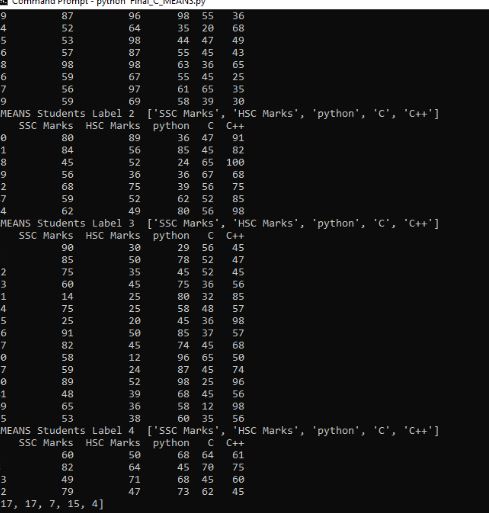 Command Prompt - python Final_C_MEANS.py
9 87 96 98 55 36
4 52 64 35 20 68
5 53 98 44 47 49
6 57 87 55 45 43
8 98 98 63 36 65
6 59 67 55 45 25
7 56 97 61 65 35
9 59 69 58 39 30
MEANS Students Label 2 ['SSC Marks', 'HSC Marks', 'python', 'C', 'C++']
SSC Marks HSC Marks python C C++
0 80 89 36 47 91
1 84 56 85 45 82
8 45 52 24 65 100
9 56 36 36 67 68
2 68 75 39 56 75
7 59 52 62 52 85
4 62 49 80 56 98
MEANS Students Label 3 ['SSC Marks', 'HSC Marks', 'python', 'C', 'C++']
SSC Marks HSC Marks python C C++
90 30 29 56 45
85 50 78 52 47
2 75 35 45 52 45
3 60 45 75 36 56
1 14 25 80 32 85
4 75 25 58 48 57
5 25 20 45 36 98
6 91 50 85 37 57
7 82 45 74 45 68
0 58 12 96 65 50
7 59 24 87 45 74
0 89 52 98 25 96
1 48 39 68 45 56
9 65 36 58 12 98
5 53 38 60 35 56
MEANS Students Label 4 ['SSC Marks', 'HSC Marks', 'python', 'C', 'C++']
SSC Marks HSC Marks python C C++
60 50 68 64 61
82 64 45 70 75
3 49 71 68 45 60
2 79 47 73 62 45
17, 17, 7, 15, 4]